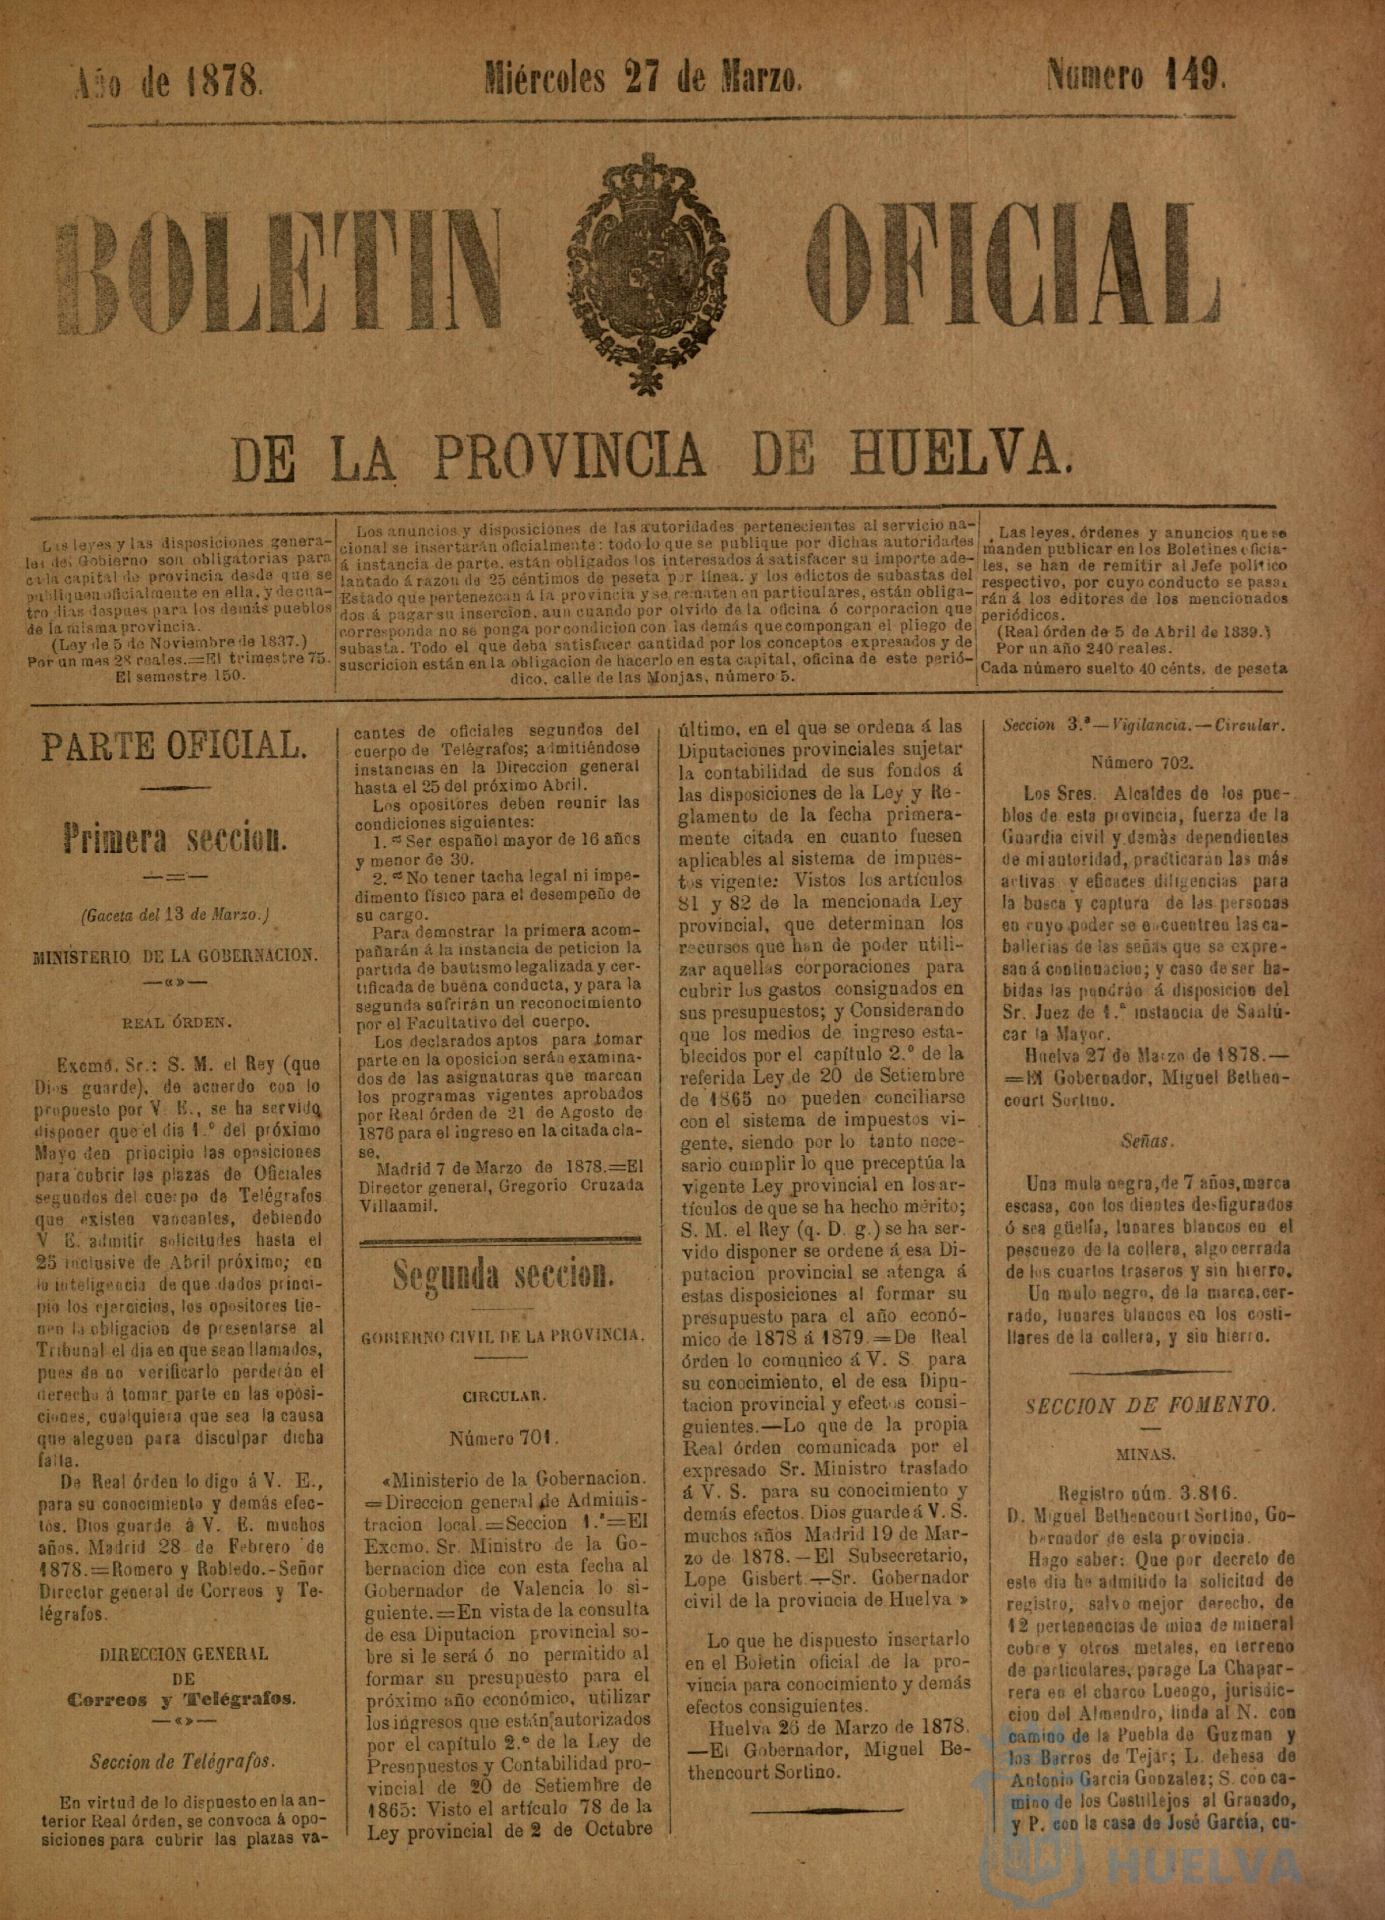 Año de 1878.
Miércoles 27 de Marzo.
Número 149.
BOLETIN OFICIAL
DE LA PROVINCIA DE HUELVA.
Las leyes y las disposiciones genera-
les del Gobierno son obligatorias para
cada capital de provincia desde que se
publiquen oficialmente en ella, y de cua-
tro dias despues para los demás pueblos
de la misma provincia.
(Ley de 5 de Noviembre de 1837.)
Por un mes 28 reales.=El trimestre 75.
El semestre 150.
Los anuncios y disposiciones de las autoridades pertenecientes al servicio na-
cional se insertarán oficialmente: todo lo que se publique por dichas autoridades
á instancia de parte, están obligados los interesados á satisfacer su importe ade-
lantado á razon de 25 céntimos de peseta por línea, y los edictos de subastas del
Estado que pertenezcan á la provincia y se rematen en particulares, están obliga-
dos á pagar su insercion, aun cuando por olvido de la oficina ó corporacion que
corresponda no se ponga por condicion con las demás que compongan el pliego de
subasta. Todo el que deba satisfacer cantidad por los conceptos expresados y de
suscricion están en la obligacion de hacerlo en esta capital, oficina de este perió-
dico, calle de las Monjas, número 5.
Las leyes, órdenes y anuncios que se
manden publicar en los Boletines oficia-
les, se han de remitir al Jefe político
respectivo, por cuyo conducto se pasa-
rán á los editores de los mencionados
periódicos.
(Real órden de 5 de Abril de 1839.)
Por un año 240 reales.
Cada número suelto 40 cénts. de peseta
PARTE OFICIAL.
Primera seccion.
(Gaceta del 13 de Marzo.)
MINISTERIO DE LA GOBERNACION.
REAL ÓRDEN.
Excmo. Sr.: S. M. el Rey (que
Dios guarde), de acuerdo con lo
propuesto por V. E., se ha servido
disponer que el dia 1.º del próximo
Mayo den principio las oposiciones
para cubrir las plazas de Oficiales
segundos del cuerpo de Telégrafos
que existen vancantes, debiendo
V E. admitir solicitudes hasta el
25 inclusive de Abril próximo; en
la inteligencia de que dados princi-
pio los ejercicios, los opositores tie-
nen la obligacion de presentarse al
Tribunal el dia en que sean llamados,
pues de no verificarlo perderán el
derecho á tomar parte en las oposi-
ciones, cualquiera que sea la causa
que aleguen para disculpar dicha
falta.
De Real órden lo digo á V. E.,
para su conocimiento y demás efec-
tos. Dios guarde á V. E. muchos
años. Madrid 28 de Febrero de
1878.=Romero y Robledo.-Señor
Director general de Correos y Te-
légrafos.
DIRECCION GENERAL
DE
Correos y Telégrafos.
Seccion de Telégrafos.
En virtud de lo dispuesto en la an-
terior Real órden, se convoca á opo-
siciones para cubrir las plazas va-
cantes de oficiales segundos del
cuerpo de Telégrafos; admitiéndose
instancias en la Direccion general
hasta el 25 del próximo Abril.
Los opositores deben reunir las
condiciones siguientes:
1.ª Ser español mayor de 16 años
y menor de 30.
2.ª No tener tacha legal ni impe-
dimento físico para el desempeño de
su cargo.
Para demostrar la primera acom-
pañarán á la instancia de peticion la
partida de bautismo legalizada y cer-
tificada de buena conducta, y para la
segunda sufrirán un reconocimiento
por el Facultativo del cuerpo.
Los declarados aptos para tomar
parte en la oposicion serán examina-
dos de las asignaturas que marcan
los programas vigentes aprobados
por Real órden de 21 de Agosto de
1876 para el ingreso en la citada cla-
se.
Madrid 7 de Marzo de 1878.=El
Director general, Gregorio Cruzada
Villaamil.
Segunda seccion.
GOBIERNO CIVIL DE LA PROVINCIA.
CIRCULAR.
Número 701.
«Ministerio de la Gobernacion.
=Direccion general de Adminis-
tracion local.=Seccion 1.ª=El
Excmo. Sr. Ministro de la Go-
bernacion dice con esta fecha al
Gobernador de Valencia lo si-
guiente.=En vista de la consulta
de esa Diputacion provincial so-
bre si le será ó no permitido al
formar su presupuesto para el
próximo año económico, utilizar
los ingresos que están autorizados
por el capítulo 2.º de la Ley de
Presupuestos y Contabilidad pro-
vincial de 20 de Setiembre de
1865: Visto el artículo 78 de la
Ley provincial de 2 de Octubre
último, en el que se ordena á las
Diputaciones provinciales sujetar
la contabilidad de sus fondos á
las disposiciones de la Ley y Re-
glamento de la fecha primera-
mente citada en cuanto fuesen
aplicables al sistema de impues-
tos vigente: Vistos los artículos
81 y 82 de la mencionada Ley
provincial, que determinan los
recursos que han de poder utili-
zar aquellas corporaciones para
cubrir los gastos consignados en
sus presupuestos; y Considerando
que los medios de ingreso esta-
blecidos por el capítulo 2.º de la
referida Ley de 20 de Setiembre
de 1865 no pueden conciliarse
con el sistema de impuestos vi-
gente, siendo por lo tanto nece-
sario cumplir lo que preceptúa la
vigente Ley provincial en los ar-
tículos de que se ha hecho mérito;
S. M. el Rey (q. D. g.) se ha ser-
vido disponer se ordene á esa Di-
putacion provincial se atenga á
estas disposiciones al formar su
presupuesto para el año econó-
mico de 1878 á 1879.=De Real
órden lo comunico á V. S. para
su conocimiento, el de esa Dipu-
tacion provincial y efectos consi-
guientes.—Lo que de la propia
Real órden comunicada por el
expresado Sr. Ministro traslado
á V. S. para su conocimiento y
demás efectos. Dios guarde á V. S.
muchos años Madrid 19 de Mar-
zo de 1878.—El Subsecretario,
Lope Gisbert.—Sr. Gobernador
civil de la provincia de Huelva »
Lo que he dispuesto insertarlo
en el Boletin oficial de la pro-
vincia para conocimiento y demás
efectos consiguientes.
Huelva 26 de Marzo de 1878.
—El Gobernador, Miguel Be-
thencourt Sortino.
Seccion 3.ª—Vigilancia.—Circular.
Número 702.
Los Sres. Alcaldes de los pue-
blos de esta provincia, fuerza de la
Guardia civil y demás dependientes
de mi autoridad, practicarán las más
activas y eficaces diligencias para
la busca y captura de las personas
en cuyo poder se encuentren las ca-
ballerias de las señas que se expre-
san á continuacion; y caso de ser ha-
bidas las pondrán á disposicion del
Sr. Juez de 1.ª instancia de Sanlú-
car la Mayor.
Huelva 27 de Marzo de 1878.—
=El Gobernador, Miguel Bethen-
court Sortino.
Señas.
Una mula negra, de 7 años, marca
escasa, con los dientes desfigurados
ó sea güelfa, lunares blancos en el
pescuezo de la collera, algo cerrada
de los cuartos traseros y sin hierro.
Un mulo negro, de la marca, cer-
rado, lunares blancos en los costi-
llares de la collera, y sin hierro.
SECCION DE FOMENTO.
MINAS.
Registro núm. 3.816.
D. Miguel Bethencourt Sortino, Go-
bernador de esta provincia.
Hago saber: Que por decreto de
este dia he admitido la solicitud de
registro, salvo mejor derecho, de
12 pertenencias de mina de mineral
cobre y otros metales, en terreno
de particulares, parage La Chapar-
rera en el charco Luengo, jurisdic-
cion del Almendro, linda al N. con
camino de la Puebla de Guzman y
los Barros de Tejár; L. dehesa de
Antonio Garcia Gonzalez; S. con ca-
mino de los Castillejos al Granado,
y P. con la casa de José García, cu-
HUELVA